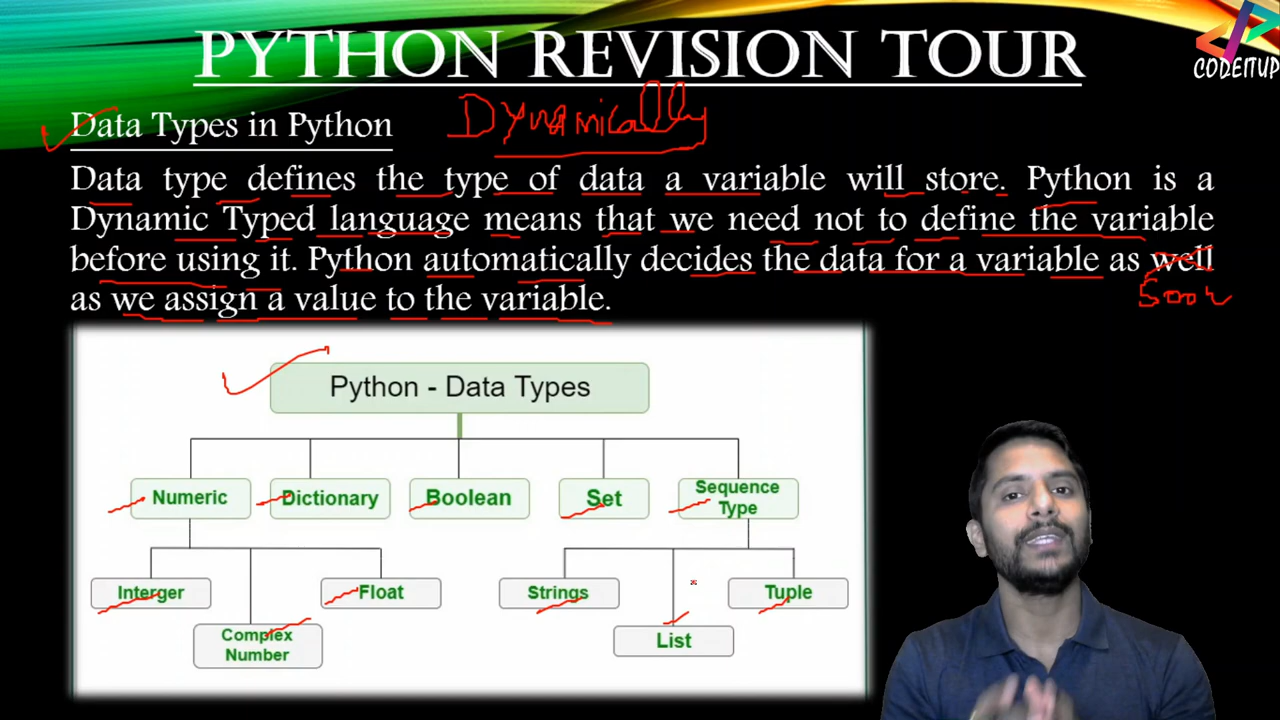 PYTHON REVISION TOUR
CODEITUP
Data Types in Python
Dynamically
Data type defines the type of data a variable will store. Python is a
Dynamic Typed language means that we need not to define the variable
before using it. Python automatically decides the data for a variable as well
soon
as we assign a value to the variable.
Python - Data Types
Numeric
Dictionary
Boolean
Set
Sequence
Type
Interger
Float
Strings
Tuple
Complex
Number
List